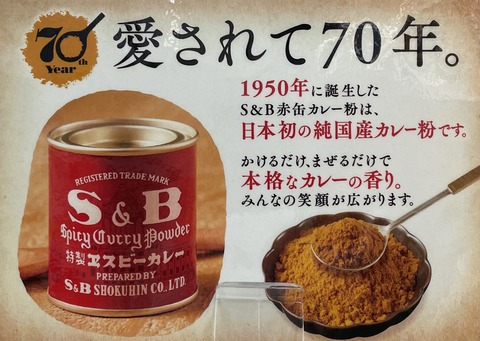 70th
Year
愛されて70年。
1950年に誕生した
S&B赤缶カレー粉は、
日本初の純国産カレー粉です。
かけるだけ、まぜるだけで
本格なカレーの香り。
みんなの笑顔が広がります。
REGISTERED TRADE MARK
S & B
Spicy Curry Powder
特製ヱスビーカレー
PREPARED BY
S&B SHOKUHIN CO.,LTD.